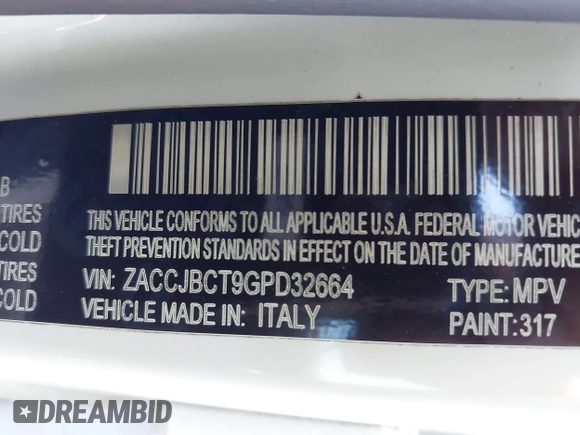 B
TIRES
COLD
TIRES
COLD
THIS VEHICLE CONFORMS TO ALL APPLICABLE U.S.A. FEDERAL MOTOR VEHIC
THEFT PREVENTION STANDARDS IN EFFECT ON THE DATE OF MANUFACTURE
VIN: ZACCJBCT9GPD32664 TYPE: MPV
VEHICLE MADE IN: ITALY PAINT: 317
DREAMBID